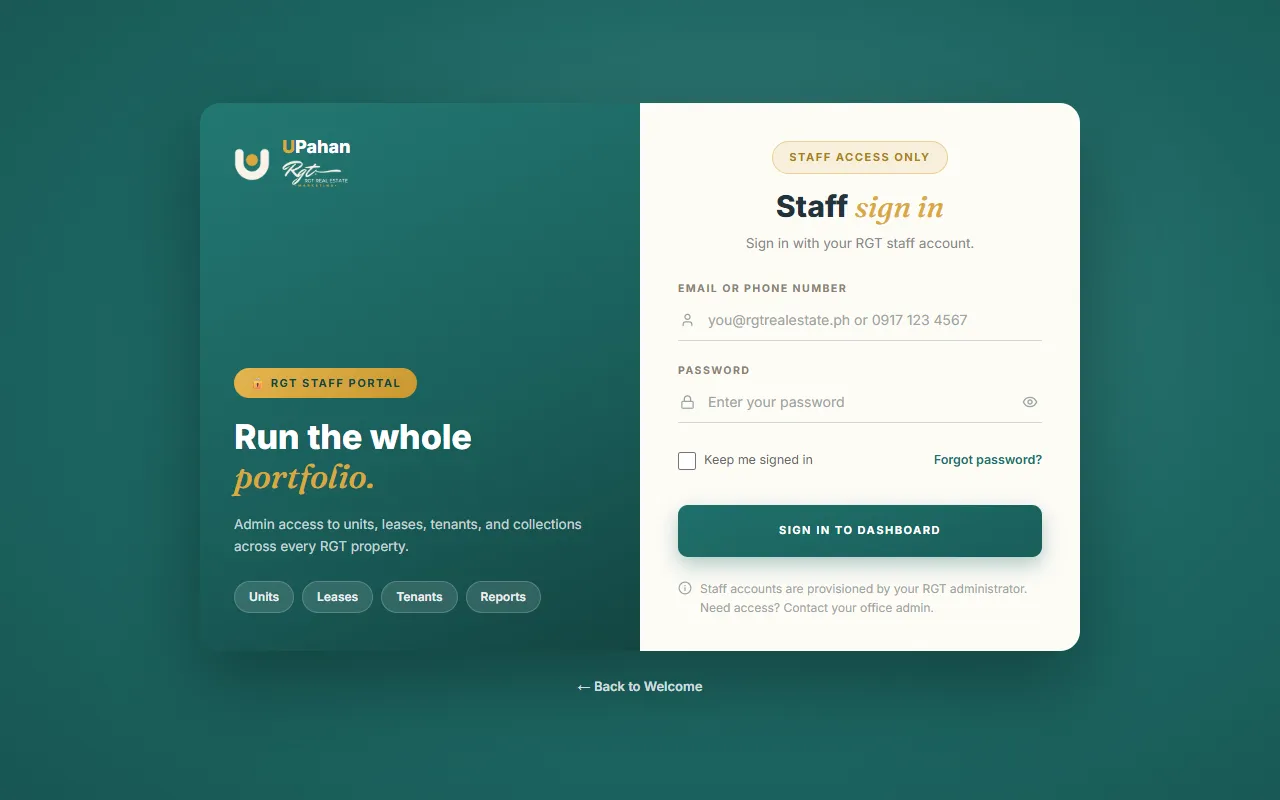 UPahan
Rgt
RGT REAL ESTATE
MARKETING
RGT STAFF PORTAL
Run the whole
portfolio.
Admin access to units, leases, tenants, and collections
across every RGT property.
Units
Leases
Tenants
Reports
STAFF ACCESS ONLY
Staff sign in
Sign in with your RGT staff account.
EMAIL OR PHONE NUMBER
you@rgtrealestate.ph or 0917 123 4567
PASSWORD
Enter your password
Keep me signed in
Forgot password?
SIGN IN TO DASHBOARD
Staff accounts are provisioned by your RGT administrator.
Need access? Contact your office admin.
← Back to Welcome